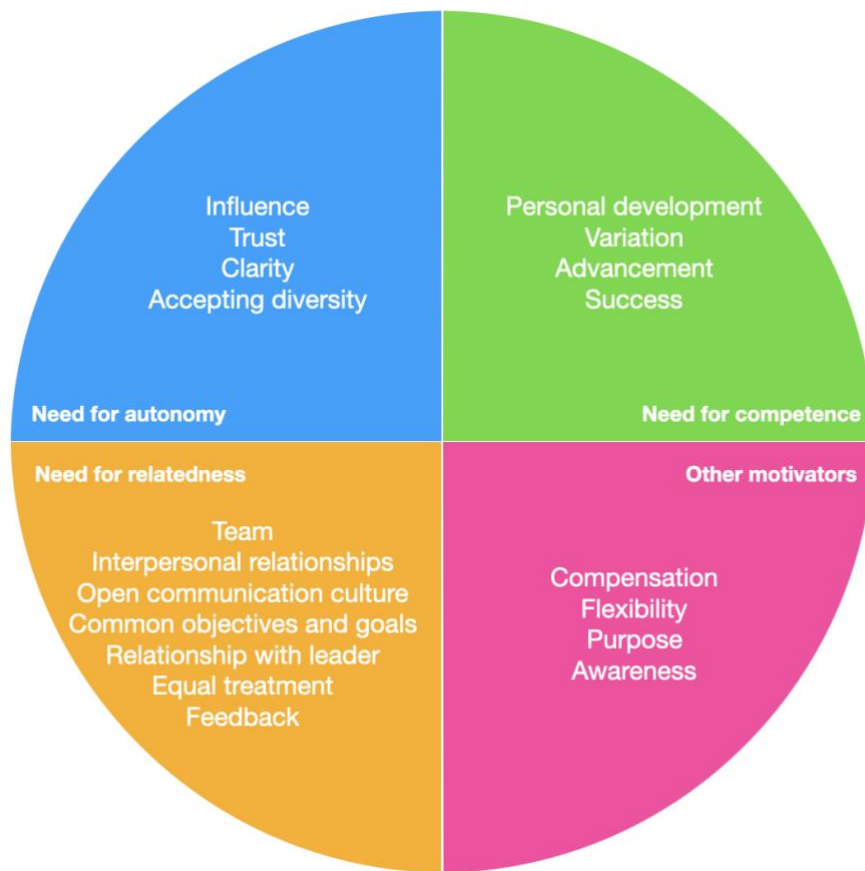 Influence
Trust
Clarity
Accepting diversity
Need for autonomy
Personal development
Variation
Advancement
Success
Need for competence
Need for relatedness
Team
Interpersonal relationships
Open communication culture
Common objectives and goals
Relationship with leader
Equal treatment
Feedback
Other motivators
Compensation
Flexibility
Purpose
Awareness